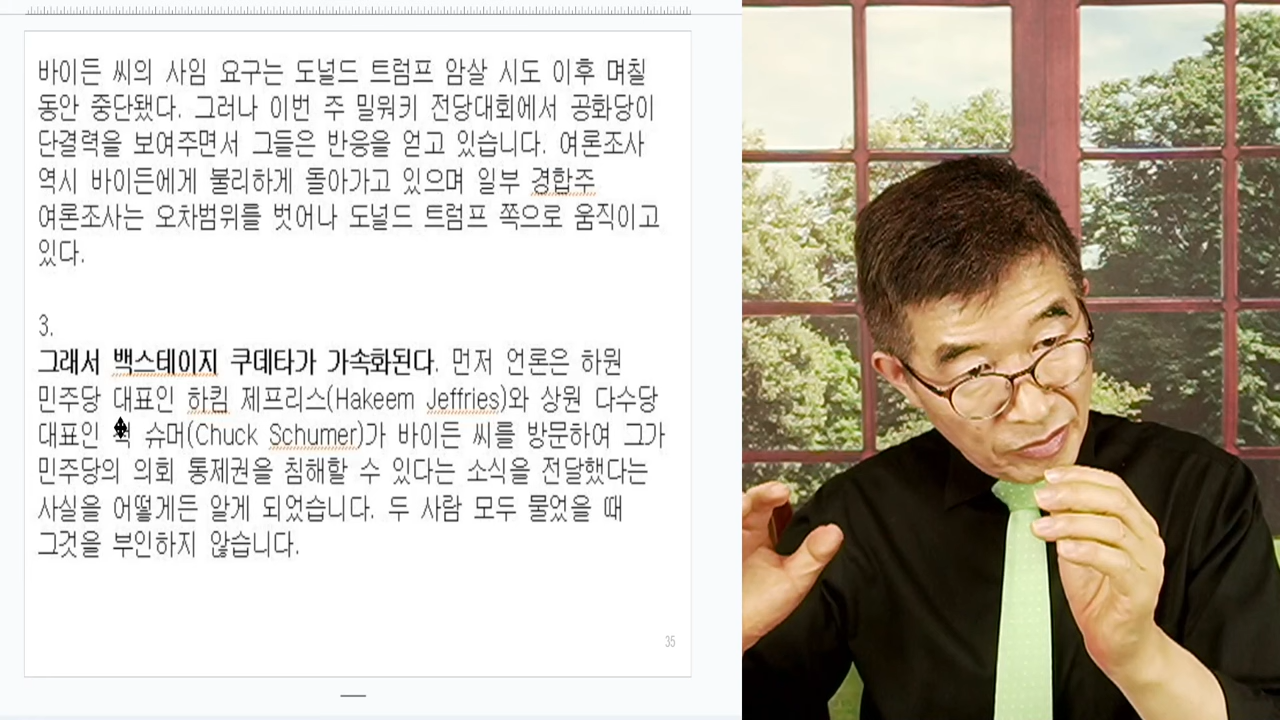 바이든 씨의 사임 요구는 도널드 트럼프 암살 시도 이후 며칠
동안 중단됐다. 그러나 이번 주 밀워키 전당대회에서 공화당이
단결력을 보여주면서 그들은 반응을 얻고 있습니다. 여론조사
역시 바이든에게 불리하게 돌아가고 있으며 일부 경합주
여론조사는 오차범위를 벗어나 도널드 트럼프 쪽으로 움직이고
있다.
3.
그래서 백스테이지 쿠데타가 가속화된다. 먼저 언론은 하원
민주당 대표인 하킴 제프리스(Hakeem Jeffries)와 상원 다수당
대표인 슈머(Chuck Schumer)가 바이든 씨를 방문하여 그가
민주당의 의회 통제권을 침해할 수 있다는 소식을 전달했다는
사실을 어떻게든 알게 되었습니다. 두 사람 모두 물었을 때
그것을 부인하지 않습니다.
35